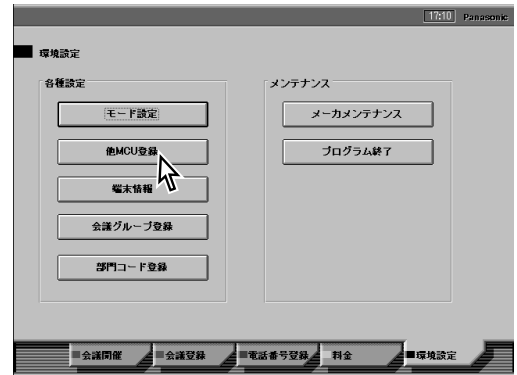 17:10 Panasonic
環境設定
各種設定
モード設定
他MCU登録
端末情報
会議グループ登録
部門コード登録
メンテナンス
メーカメンテナンス
プログラム終了
会議開催 会議登録 電話番号登録 料金 環境設定